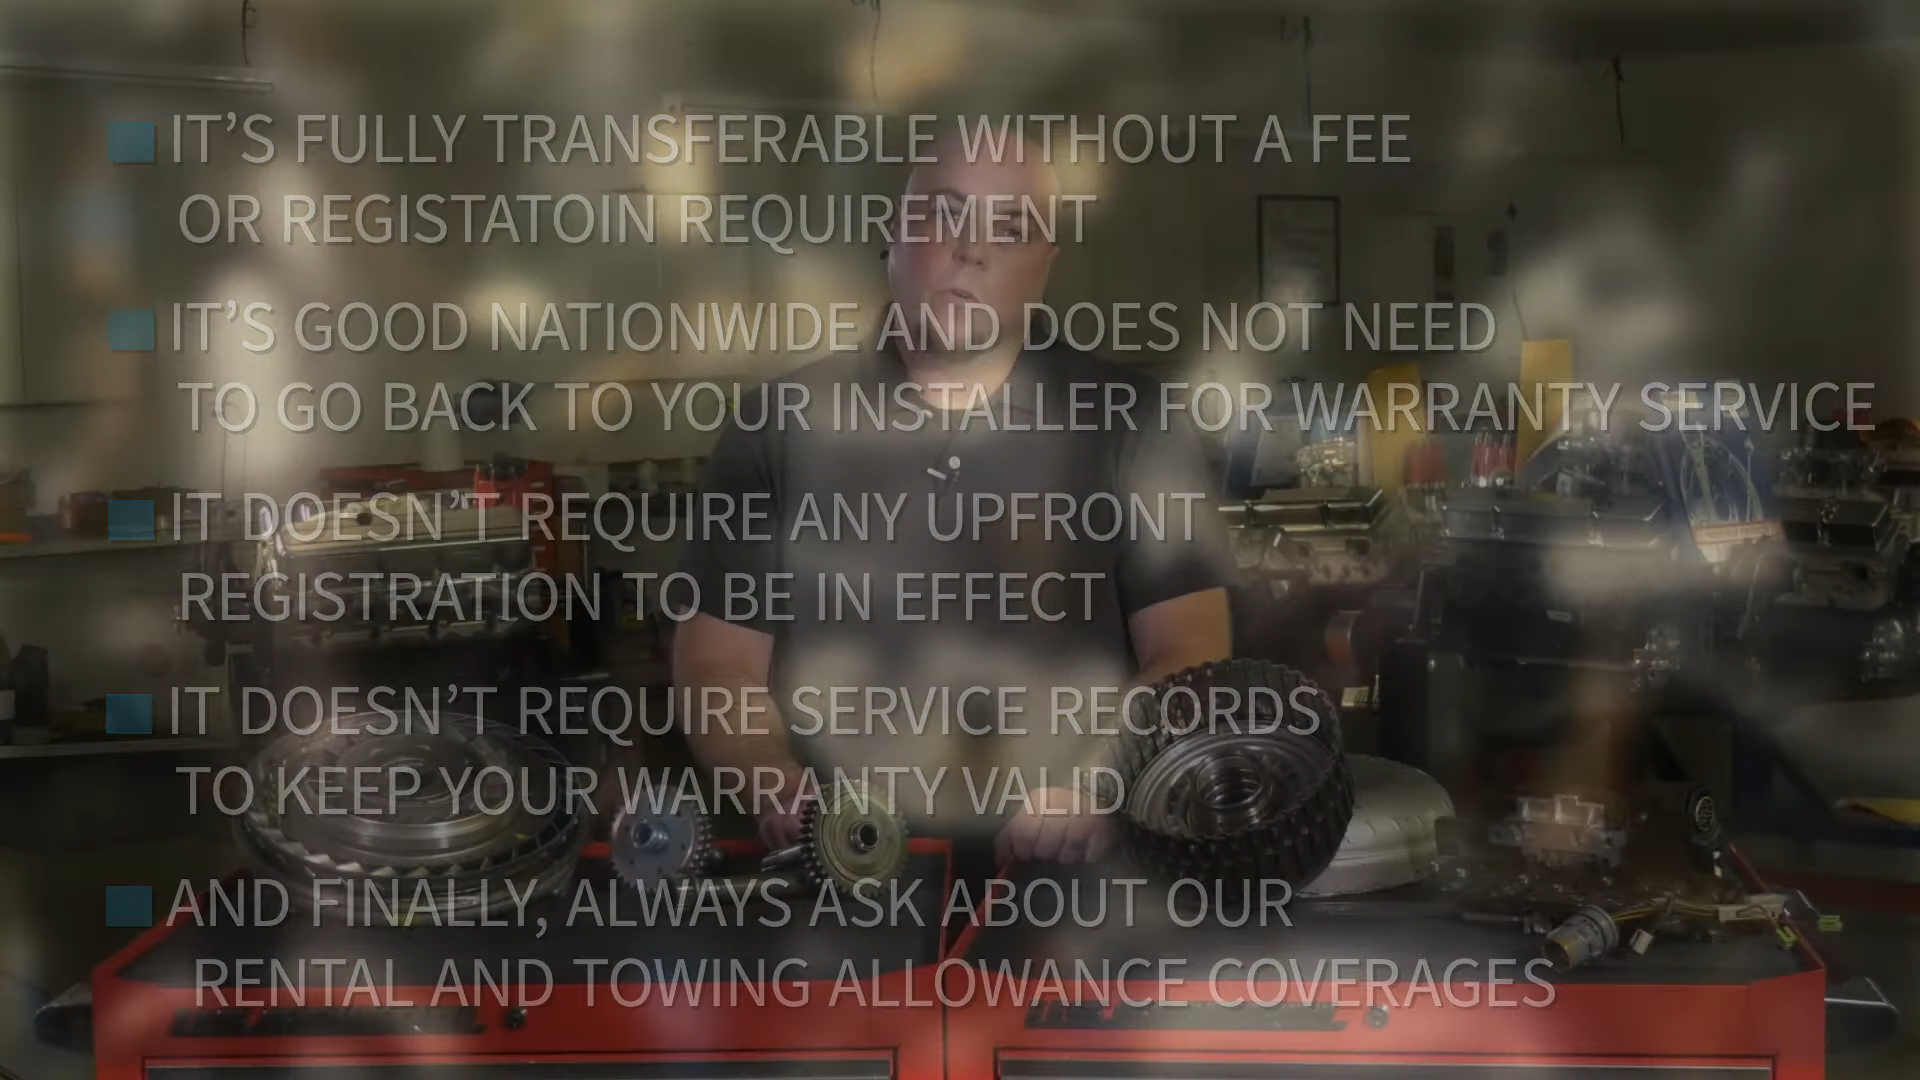 IT'S FULLY TRANSFERABLE WITHOUT A FEE
OR REGISTATOIN REQUIREMENT
IT'S GOOD NATIONWIDE AND DOES NOT NEED
TO GO BACK TO YOUR INSTALLER FOR WARRANTY SERVICE
IT DOESN'T REQUIRE ANY UPFRONT
REGISTRATION TO BE IN EFFECT
IT DOESN'T REQUIRE SERVICE RECORDS
TO KEEP YOUR WARRANTY VALID
AND FINALLY, ALWAYS ASK ABOUT OUR
RENTAL AND TOWING ALLOWANCE COVERAGES